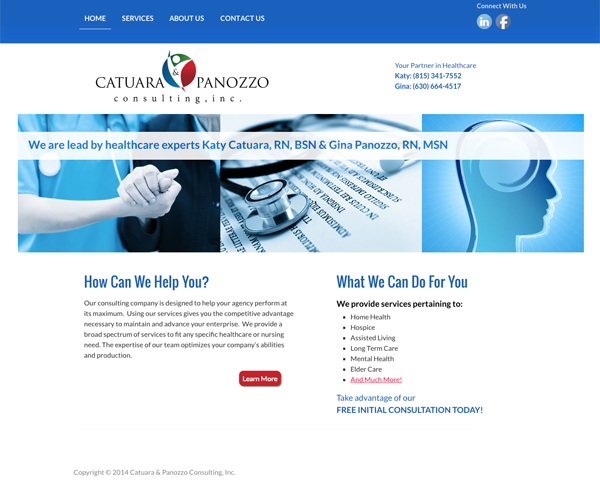 Connect With Us
HOME SERVICES ABOUT US CONTACT US
in f
CATUARA & PANOZZO
consulting, inc.
Your Partner in Healthcare
Katy: (815) 341-7552
Gina: (630) 664-4517
We are lead by healthcare experts Katy Catuara, RN, BSN & Gina Panozzo, RN, MSN
How Can We Help You?
Our consulting company is designed to help your agency perform at
its maximum. Using our services gives you the competitive advantage
necessary to maintain and advance your enterprise. We provide a
broad spectrum of services to fit any specific healthcare or nursing
need. The expertise of our team optimizes your company's abilities
and production.
Learn More
What We Can Do For You
We provide services pertaining to:
Home Health
Hospice
Assisted Living
Long Term Care
Mental Health
Elder Care
And Much More!
Take advantage of our
FREE INITIAL CONSULTATION TODAY!
Copyright © 2014 Catuara & Panozzo Consulting, Inc.